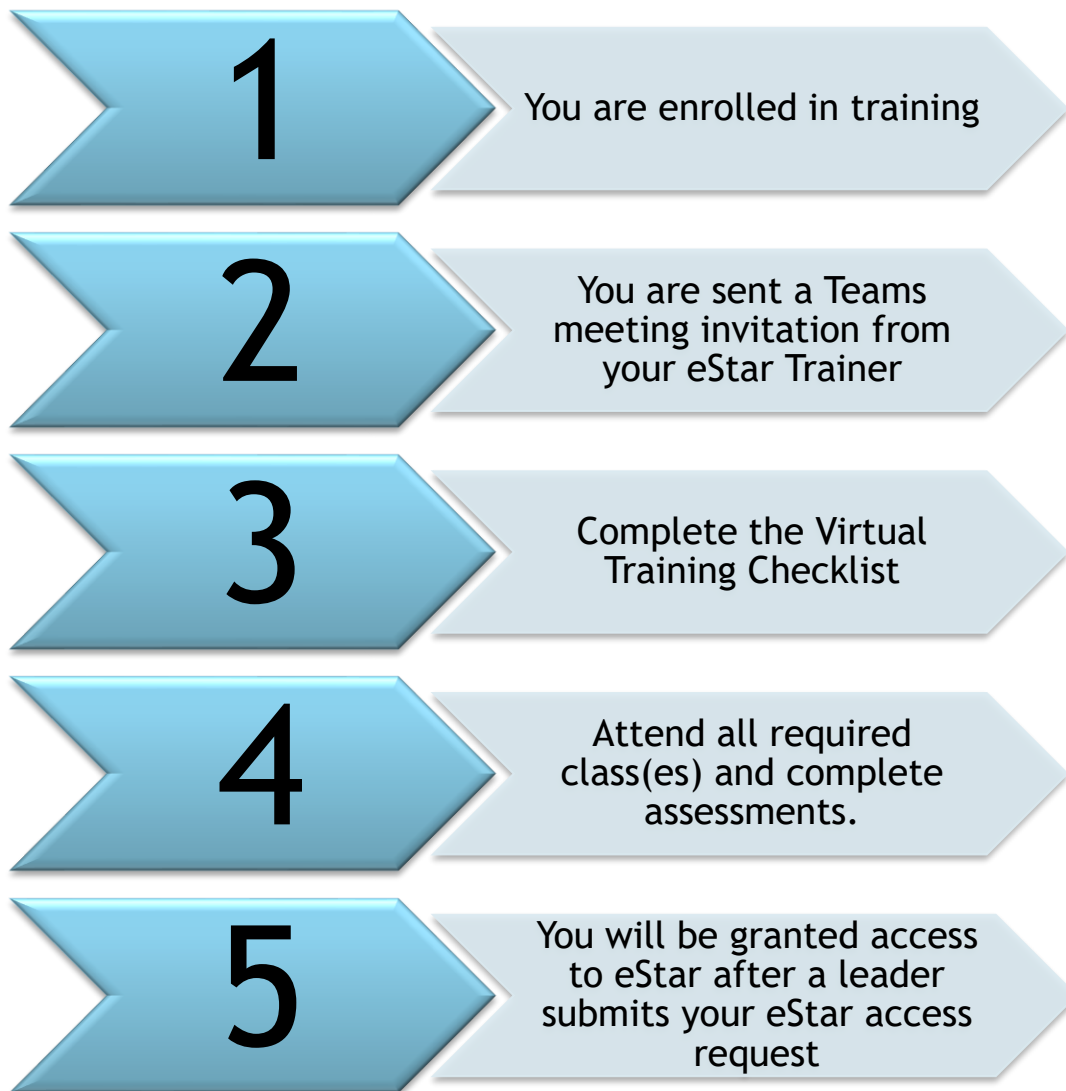 1
You are enrolled in training
2
You are sent a Teams
meeting invitation from
your eStar Trainer
3
Complete the Virtual
Training Checklist
4
Attend all required
class(es) and complete
assessments.
5
You will be granted access
to eStar after a leader
submits your eStar access
request